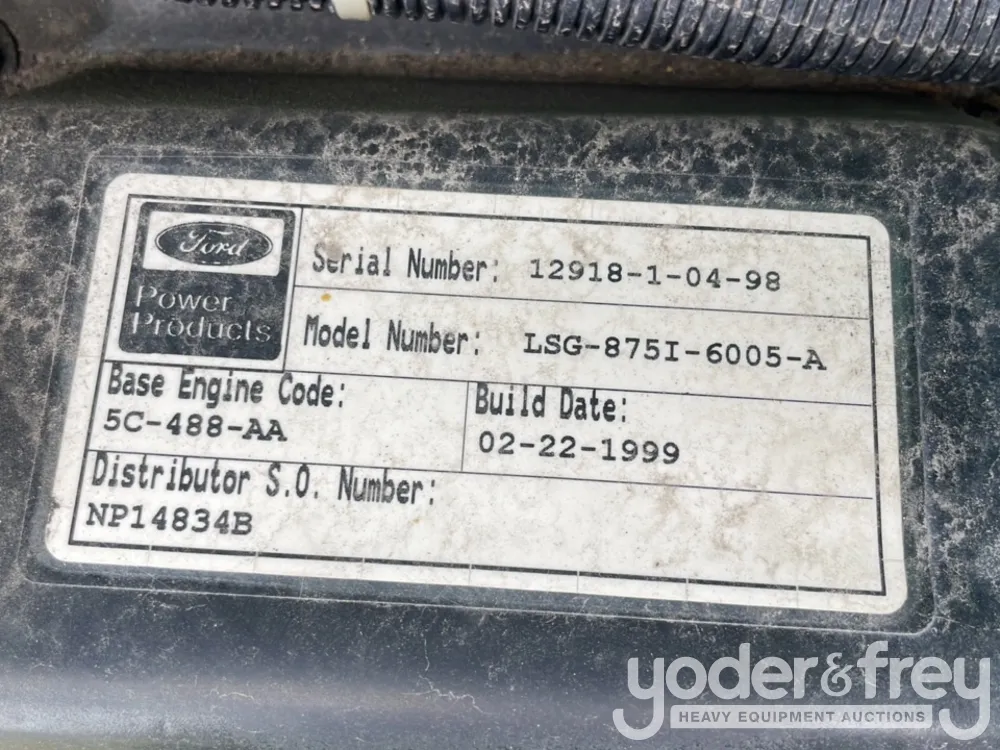 Ford
Power
Products
Serial Number: 12918-1-04-98
Model Number: LSG-875I-6005-A
Base Engine Code:
5C-488-AA
Build Date:
02-22-1999
Distributor S.O. Number:
NP14834B
yoder&frey
HEAVY EQUIPMENT AUCTIONS